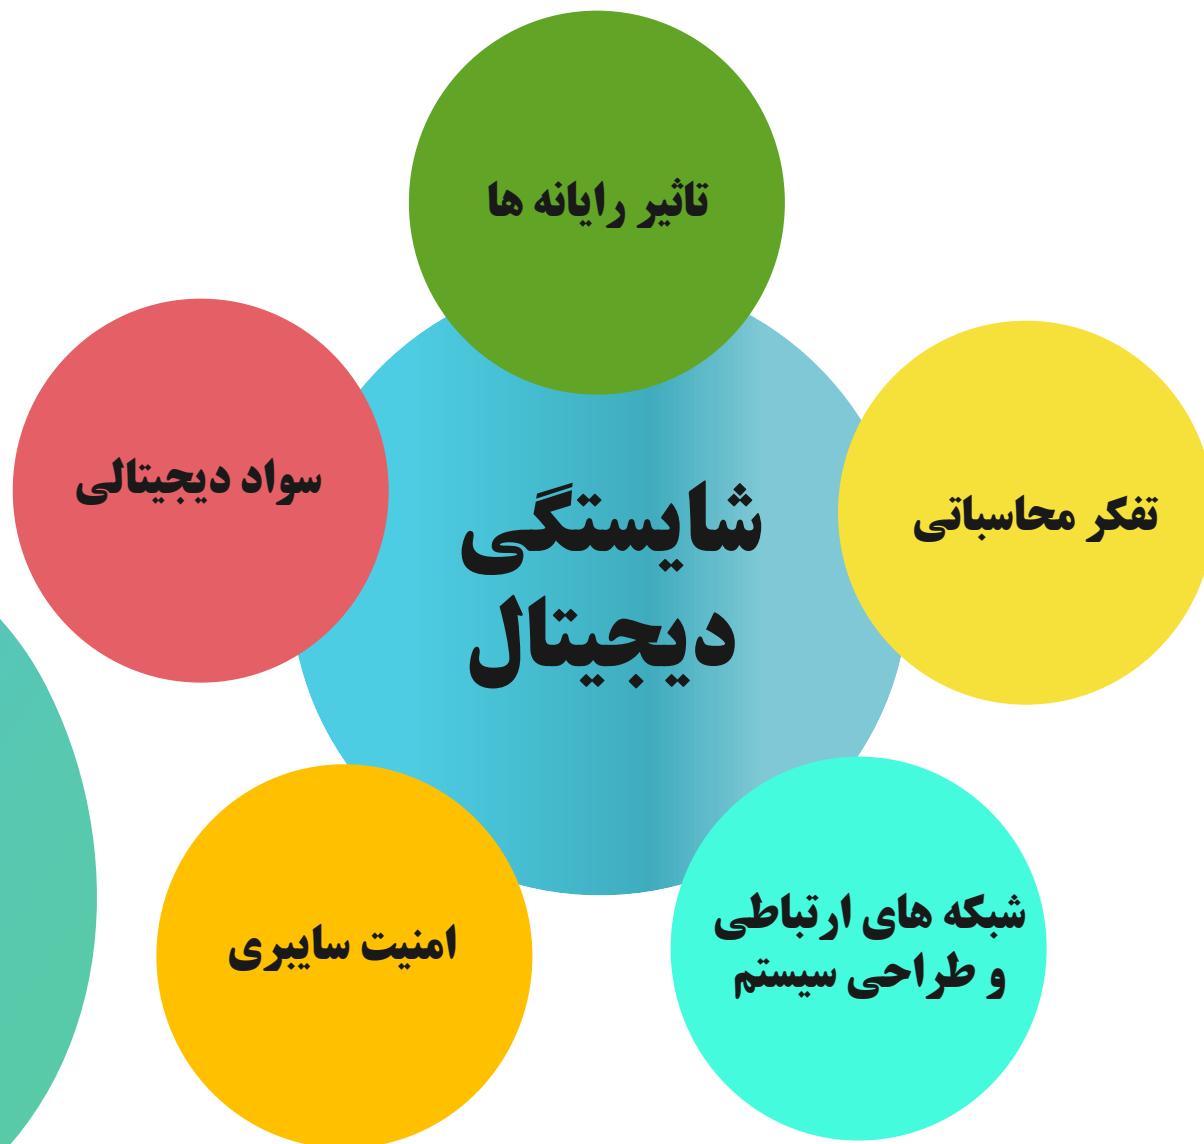 تاثیر رایانه ها
سواد دیجیتالی
تفکر محاسباتی
شایستگی
دیجیتال
شبکه های ارتباطی
و طراحی سیستم
امنیت سایبری